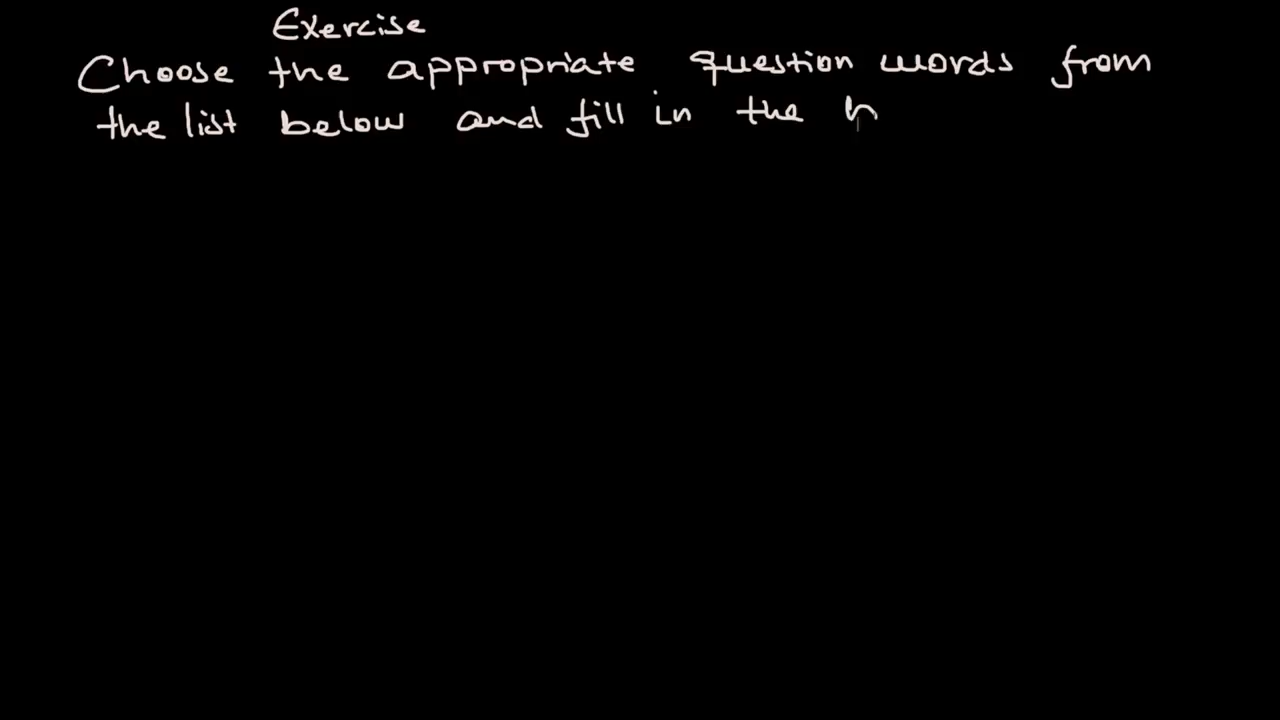 Exercise
Choose the appropriate question words from
the list below and fill in the